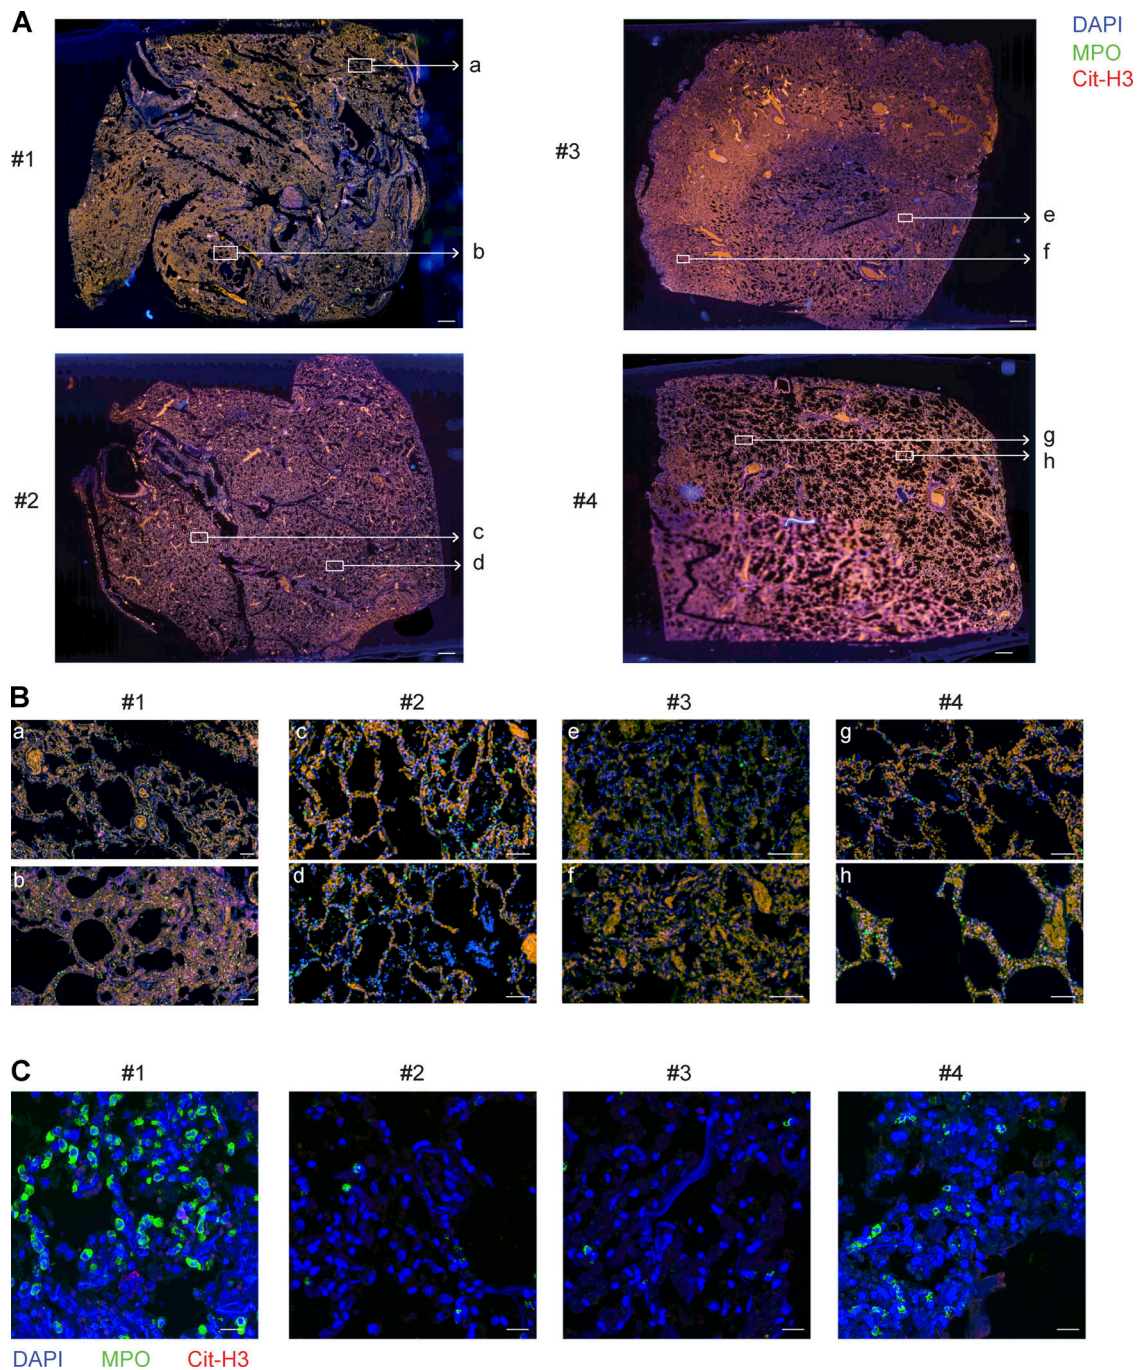 A
DAPI
MPO
Cit-H3
#1
a
b
#3
e
f
#2
c
d
#4
g
h
B
#1 #2 #3 #4
a c e g
b d f h
C
#1 #2 #3 #4
DAPI MPO Cit-H3